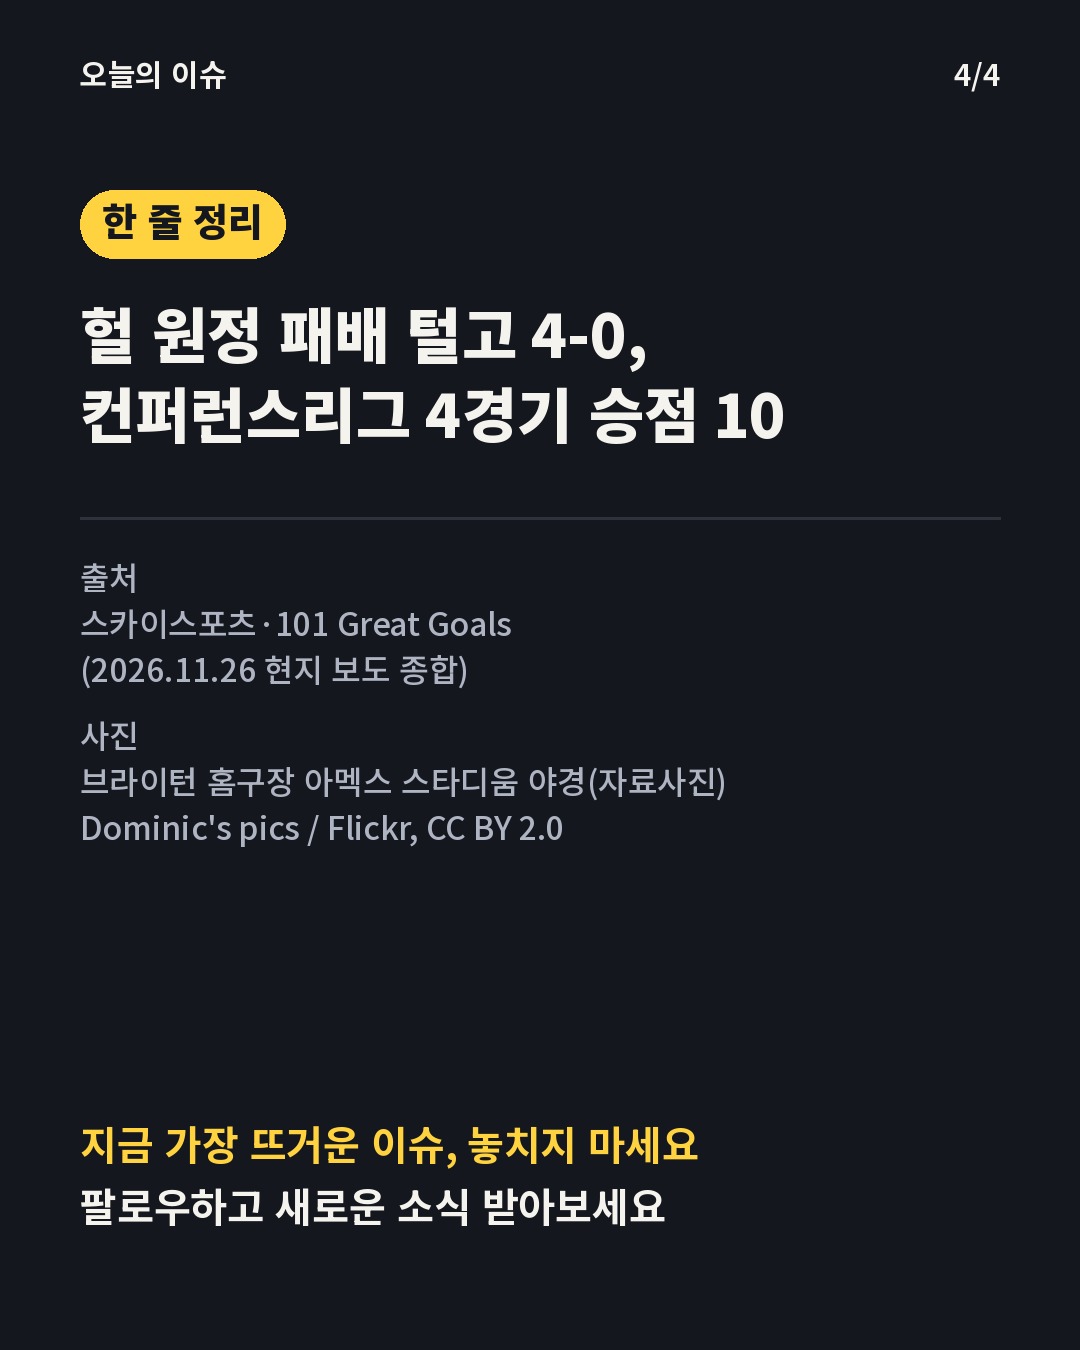 오늘의 이슈
4/4
한 줄 정리
헐 원정 패배 털고 4-0,
컨퍼런스리그 4경기 승점 10
출처
스카이스포츠·101 Great Goals
(2026.11.26 현지 보도 종합)
사진
브라이턴 홈구장 아멕스 스타디움 야경(자료사진)
Dominic's pics / Flickr, CC BY 2.0
지금 가장 뜨거운 이슈, 놓치지 마세요
팔로우하고 새로운 소식 받아보세요